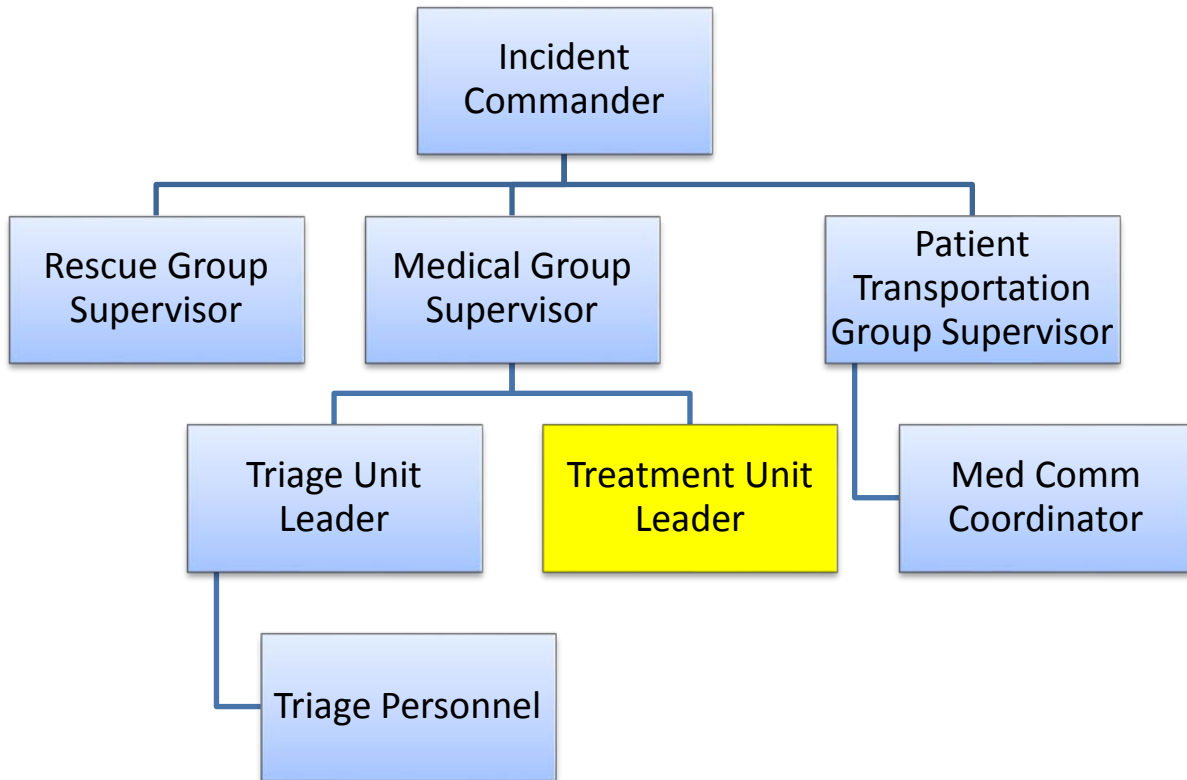 Incident
Commander
Rescue Group
Supervisor
Medical Group
Supervisor
Patient
Transportation
Group Supervisor
Triage Unit
Leader
Treatment Unit
Leader
Med Comm
Coordinator
Triage Personnel